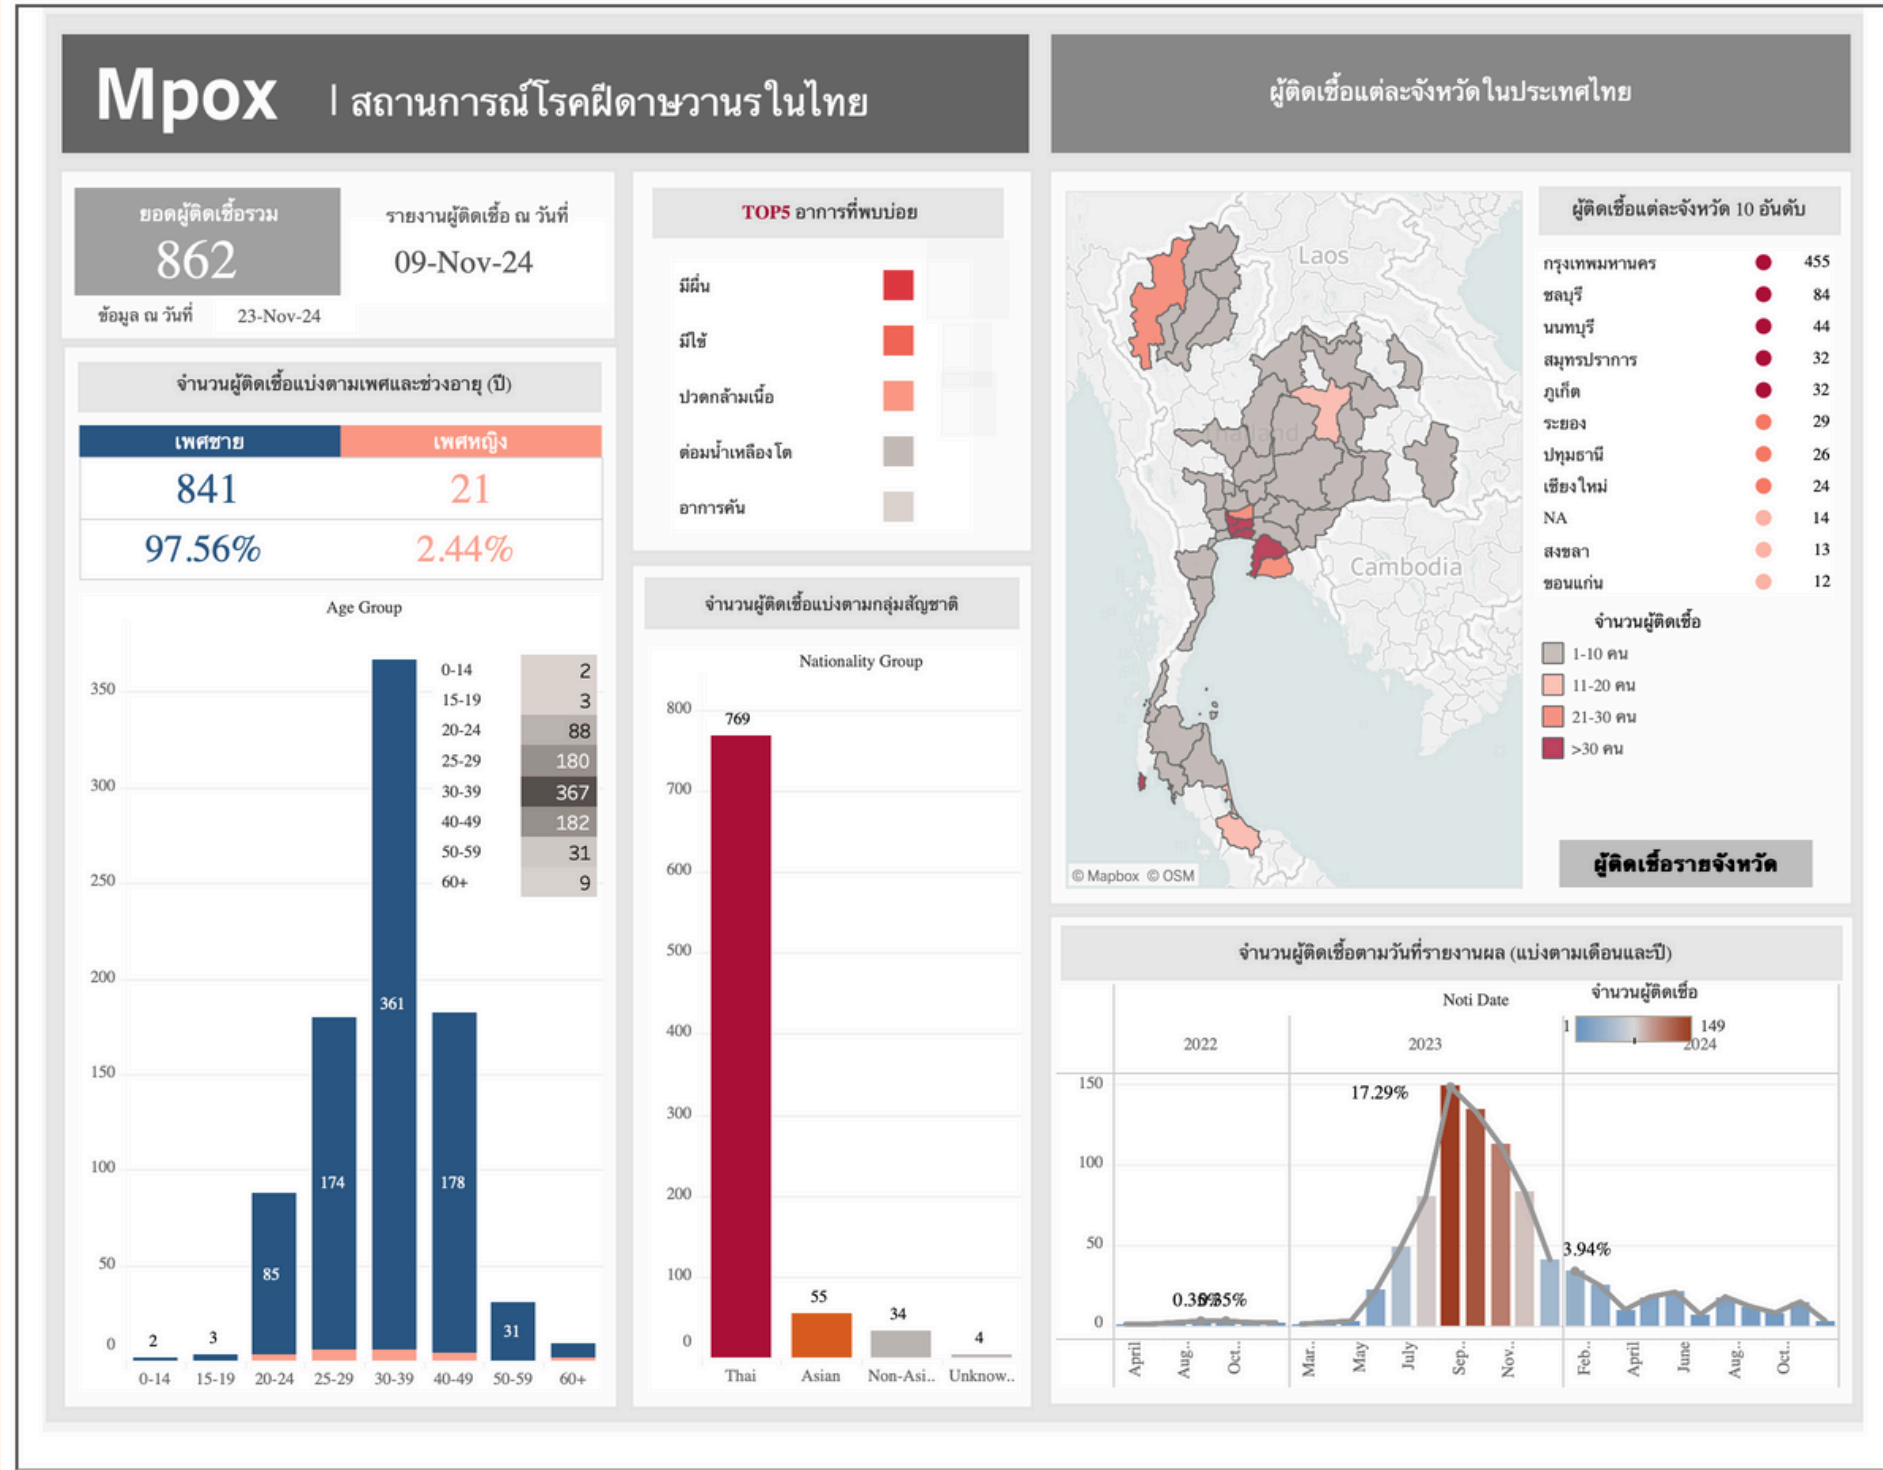 Mpox | สถานการณ์โรคฝีดาษวานรในไทย
ผู้ติดเชื้อแต่ละจังหวัดในประเทศไทย
ยอดผู้ติดเชื้อรวม
862
ข้อมูล ณ วันที่ 23-Nov-24
รายงานผู้ติดเชื้อ ณ วันที่
09-Nov-24
จำนวนผู้ติดเชื้อแบ่งตามเพศและช่วงอายุ (ปี)
เพศชาย เพศหญิง
841 21
97.56% 2.44%
Age Group
350
300
250
200
150
100
50
0
0-14 2
15-19 3
20-24 88
25-29 180
30-39 367
40-49 182
50-59 31
60+ 9
2 3 85 174 361 178 31
0-14 15-19 20-24 25-29 30-39 40-49 50-59 60+
TOP5 อาการที่พบบ่อย
มีผื่น
มีไข้
ปวดกล้ามเนื้อ
ต่อมน้ำเหลืองโต
อาการคัน
จำนวนผู้ติดเชื้อแบ่งตามกลุ่มสัญชาติ
Nationality Group
800
700
600
500
400
300
200
100
0
769 55 34 4
Thai Asian Non-Asi.. Unknow..
Laos
Thailand
Cambodia
© Mapbox © OSM
ผู้ติดเชื้อแต่ละจังหวัด 10 อันดับ
กรุงเทพมหานคร 455
ชลบุรี 84
นนทบุรี 44
สมุทรปราการ 32
ภูเก็ต 32
ระยอง 29
ปทุมธานี 26
เชียงใหม่ 24
NA 14
สงขลา 13
ขอนแก่น 12
จำนวนผู้ติดเชื้อ
1-10 คน
11-20 คน
21-30 คน
>30 คน
ผู้ติดเชื้อรายจังหวัด
จำนวนผู้ติดเชื้อตามวันที่รายงานผล (แบ่งตามเดือนและปี)
Noti Date
จำนวนผู้ติดเชื้อ
1 149
2022 2023 2024
150
100
50
0
17.29%
3.94%
0.35% 0.35%
April Aug.. Oct.. Mar.. May July Sep.. Nov.. Feb.. April June Aug.. Oct..